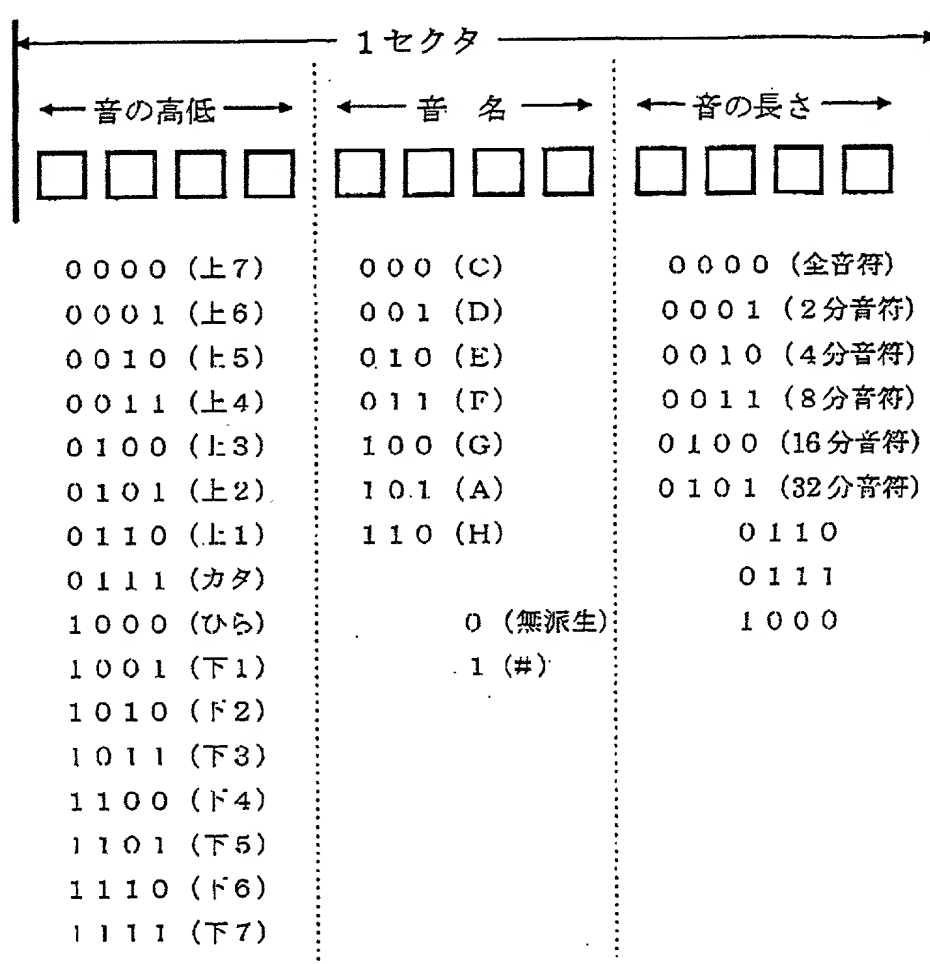 1セクタ
音の高低 音 名 音の長さ
0000 (上7) 000 (C) 0000 (全音符)
0001 (上6) 001 (D) 0001 (2分音符)
0010 (上5) 010 (E) 0010 (4分音符)
0011 (上4) 011 (F) 0011 (8分音符)
0100 (上3) 100 (G) 0100 (16分音符)
0101 (上2) 101 (A) 0101 (32分音符)
0110 (上1) 110 (H) 0110
0111 (カタ) 0111
1000 (ひら) 0 (無派生) 1000
1001 (下1) 1 (#)
1010 (下2)
1011 (下3)
1100 (下4)
1101 (下5)
1110 (下6)
1111 (下7)